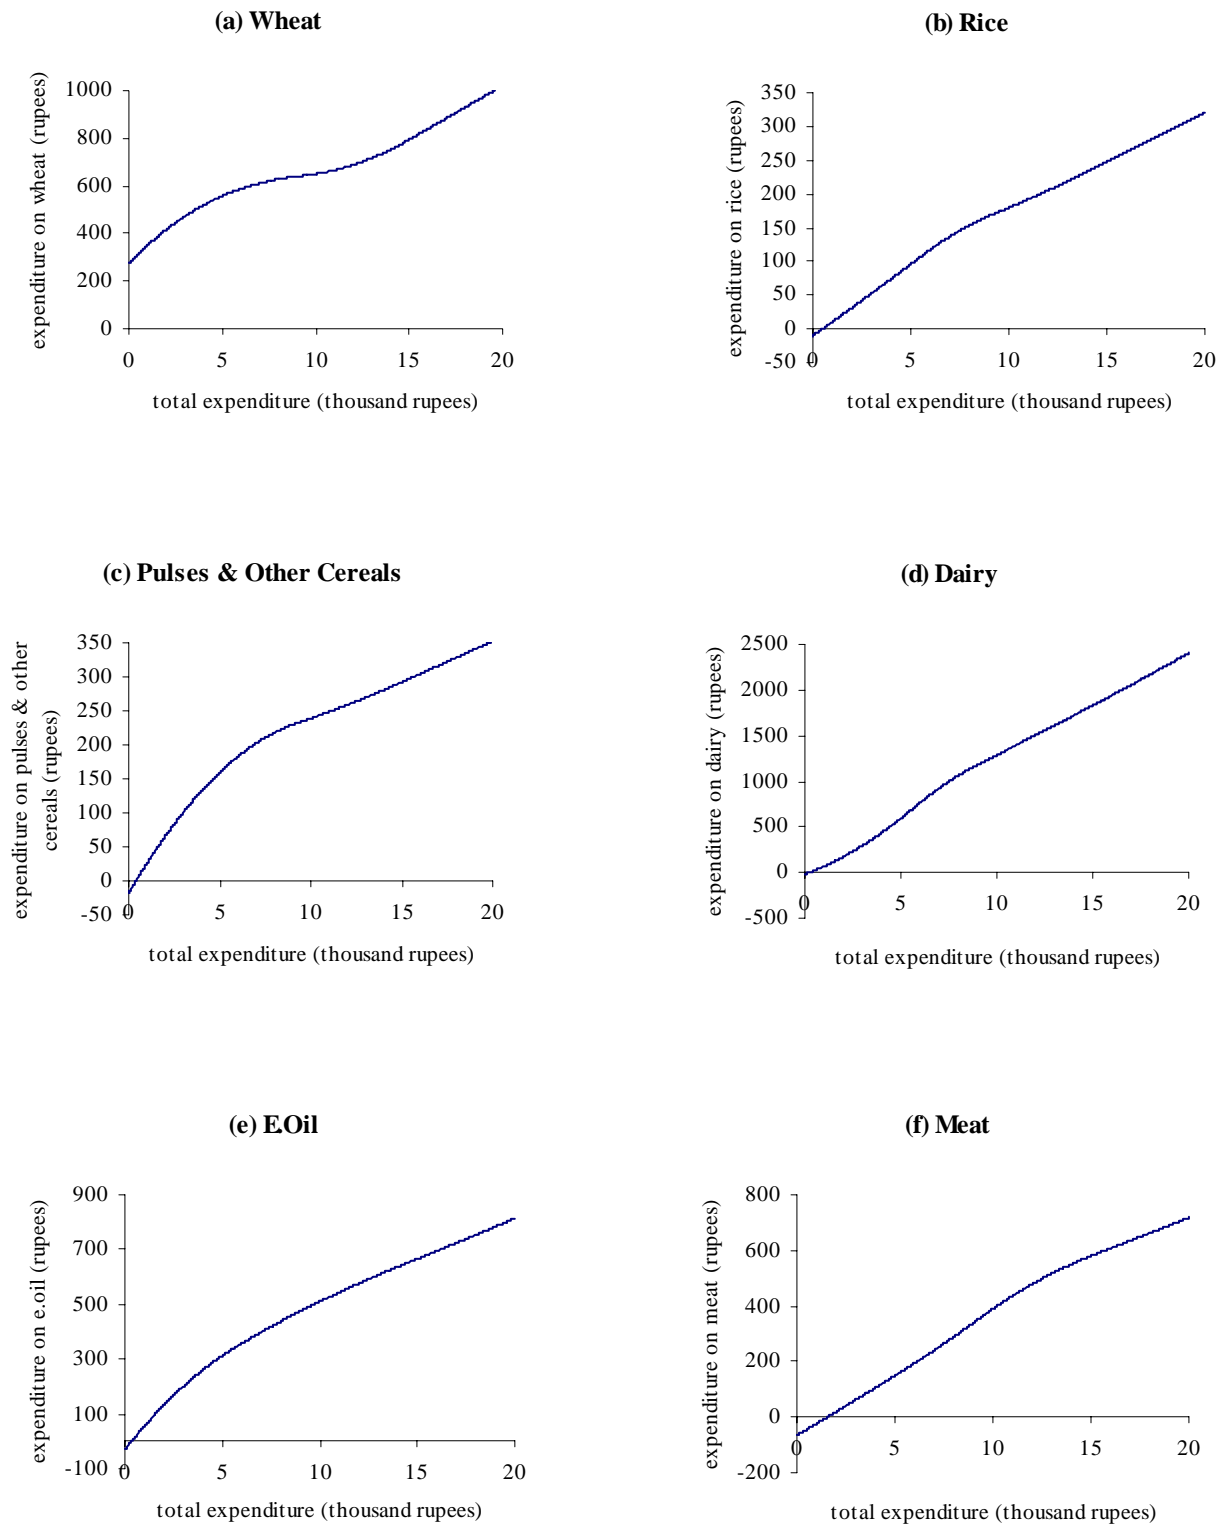 (a) Wheat
expenditure on wheat (rupees)
1000
800
600
400
200
0
0 5 10 15 20
total expenditure (thousand rupees)
(b) Rice
expenditure on rice (rupees)
350
300
250
200
150
100
50
0
-50
0 5 10 15 20
total expenditure (thousand rupees)
(c) Pulses & Other Cereals
expenditure on pulses & other
cereals (rupees)
350
300
250
200
150
100
50
0
-50
0 5 10 15 20
total expenditure (thousand rupees)
(d) Dairy
expenditure on dairy (rupees)
2500
2000
1500
1000
500
0
-500
0 5 10 15 20
total expenditure (thousand rupees)
(e) E.Oil
expenditure on e.oil (rupees)
900
700
500
300
100
-100
0 5 10 15 20
total expenditure (thousand rupees)
(f) Meat
expenditure on meat (rupees)
800
600
400
200
0
-200
0 5 10 15 20
total expenditure (thousand rupees)